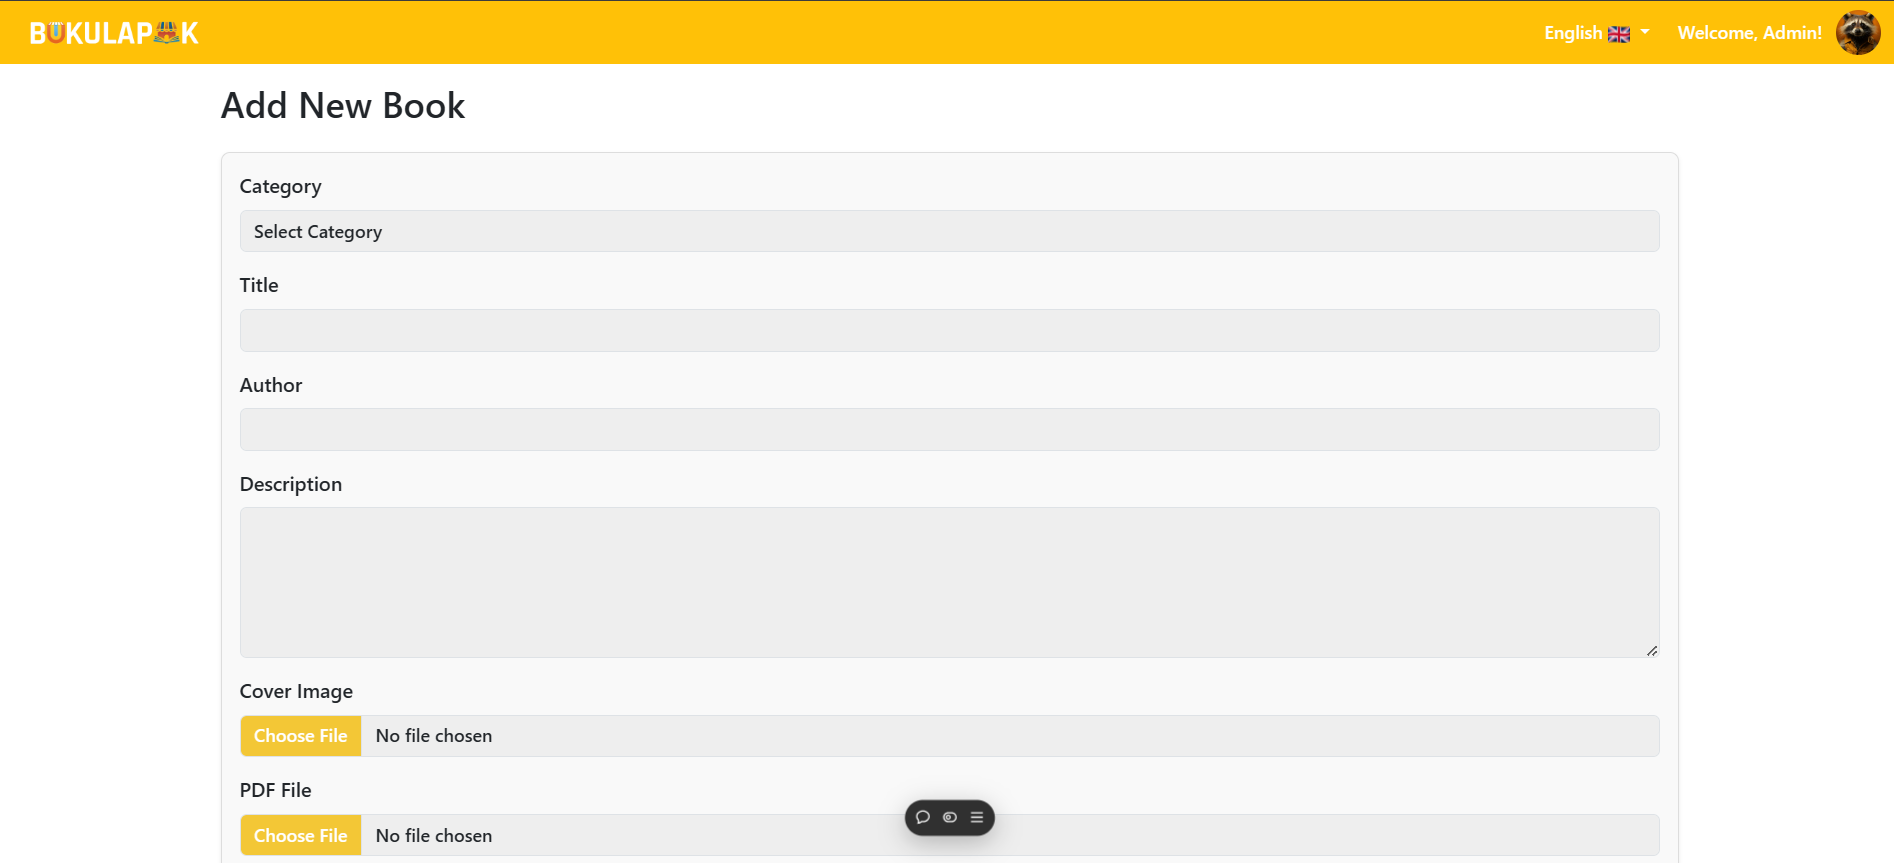 BUKULAPAK
English
Welcome, Admin!
Add New Book
Category
Select Category
Title
Author
Description
Cover Image
Choose File No file chosen
PDF File
Choose File No file chosen